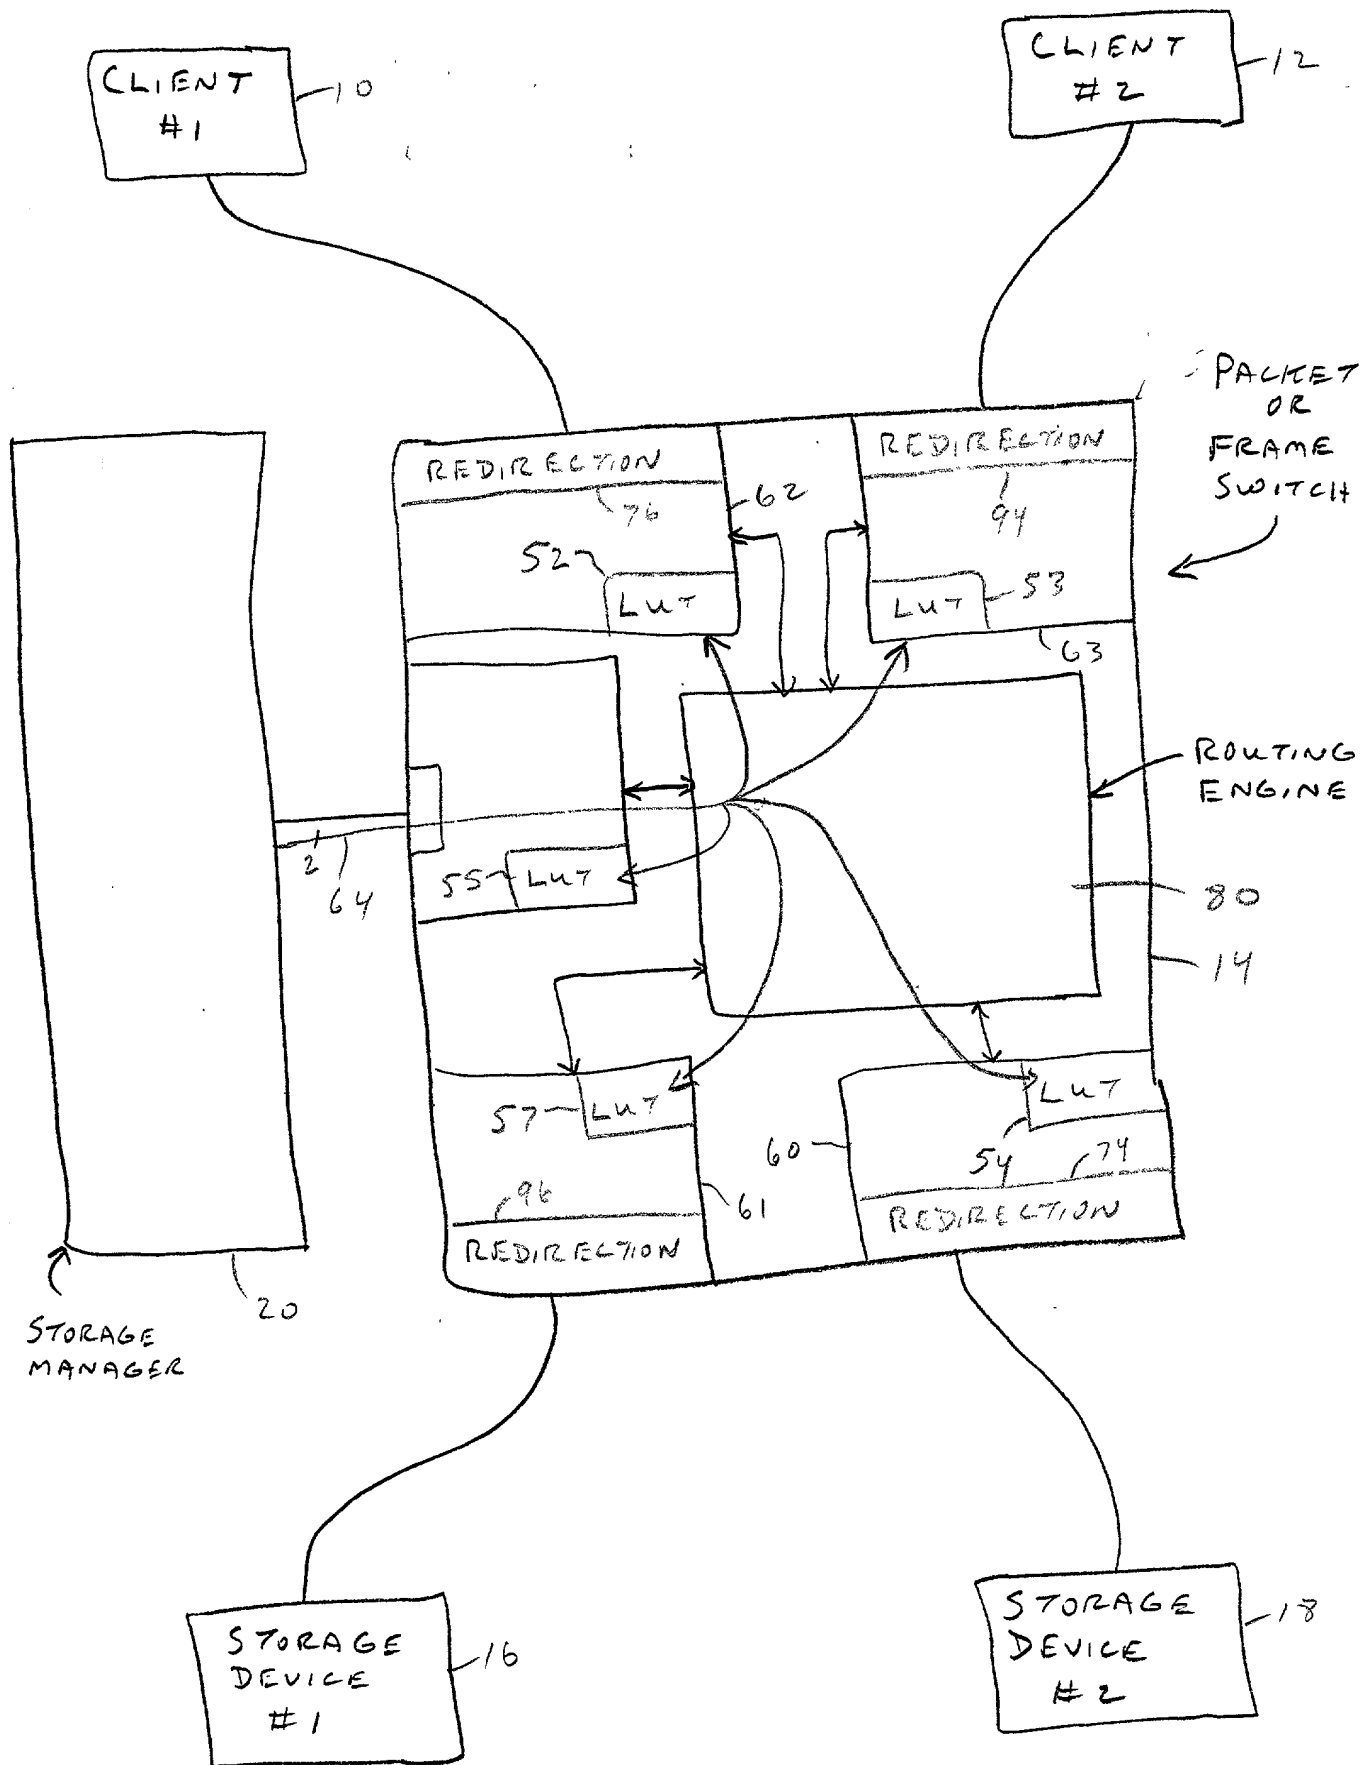 CLIENT
#1
10
CLIENT
#2
12
PACKET
OR
FRAME
SWITCH
REDIRECTION
76
62
52
LUT
REDIRECTION
94
LUT
53
63
ROUTING
ENGINE
2
64
55
LUT
80
14
57
LUT
96
REDIRECTION
61
60
LUT
54
74
REDIRECTION
20
STORAGE
MANAGER
STORAGE
DEVICE
#1
16
STORAGE
DEVICE
#2
18